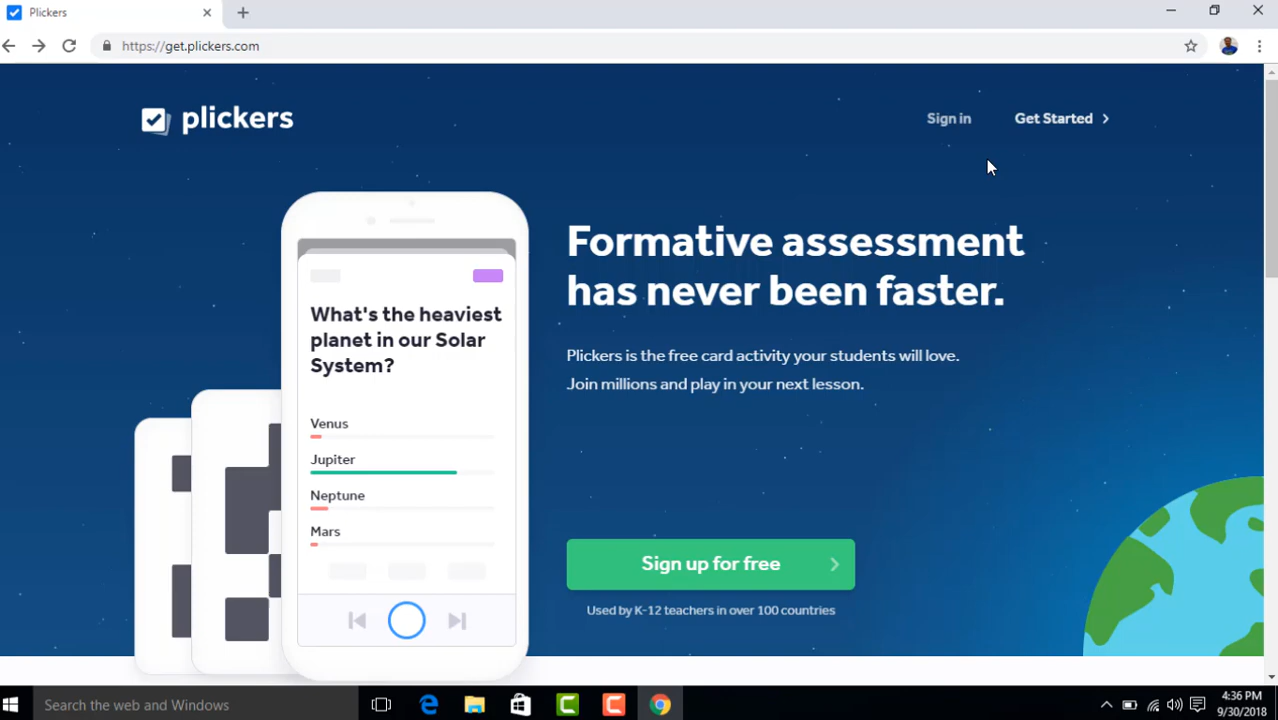 Plickers
https://get.plickers.com
plickers
Sign in
Get Started
Formative assessment
has never been faster.
Plickers is the free card activity your students will love.
Join millions and play in your next lesson.
Sign up for free
Used by K-12 teachers in over 100 countries
What's the heaviest
planet in our Solar
System?
Venus
Jupiter
Neptune
Mars
Search the web and Windows
4:36 PM
9/30/2018